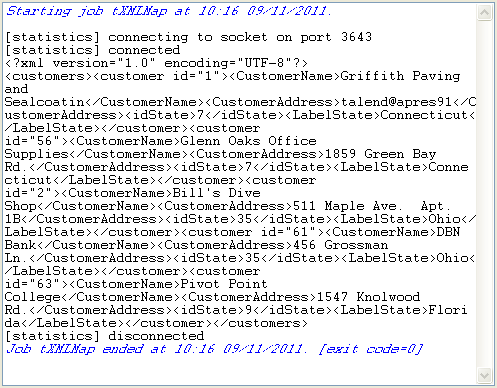 Starting job tXMLMap at 10:16 09/11/2011.
[statistics] connecting to socket on port 3643
[statistics] connected
<?xml version="1.0" encoding="UTF-8"?>
<customers><customer id="1"><CustomerName>Griffith Paving
and
Sealcoatin</CustomerName><CustomerAddress>talend@apres91</C
ustomerAddress><idState>7</idState><LabelState>Connecticut<
/LabelState></customer><customer
id="56"><CustomerName>Glenn Oaks Office
Supplies</CustomerName><CustomerAddress>1859 Green Bay
Rd.</CustomerAddress><idState>7</idState><LabelState>Conne
cticut</LabelState></customer><customer
id="2"><CustomerName>Bill's Dive
Shop</CustomerName><CustomerAddress>511 Maple Ave.  Apt.
1B</CustomerAddress><idState>35</idState><LabelState>Ohio</
LabelState></customer><customer id="61"><CustomerName>DBN
Bank</CustomerName><CustomerAddress>456 Grossman
Ln.</CustomerAddress><idState>35</idState><LabelState>Ohio<
/LabelState></customer><customer
id="63"><CustomerName>Pivot Point
College</CustomerName><CustomerAddress>1547 Knolwood
Rd.</CustomerAddress><idState>9</idState><LabelState>Flori
da</LabelState></customer></customers>
[statistics] disconnected
Job tXMLMap ended at 10:16 09/11/2011. [exit code=0]